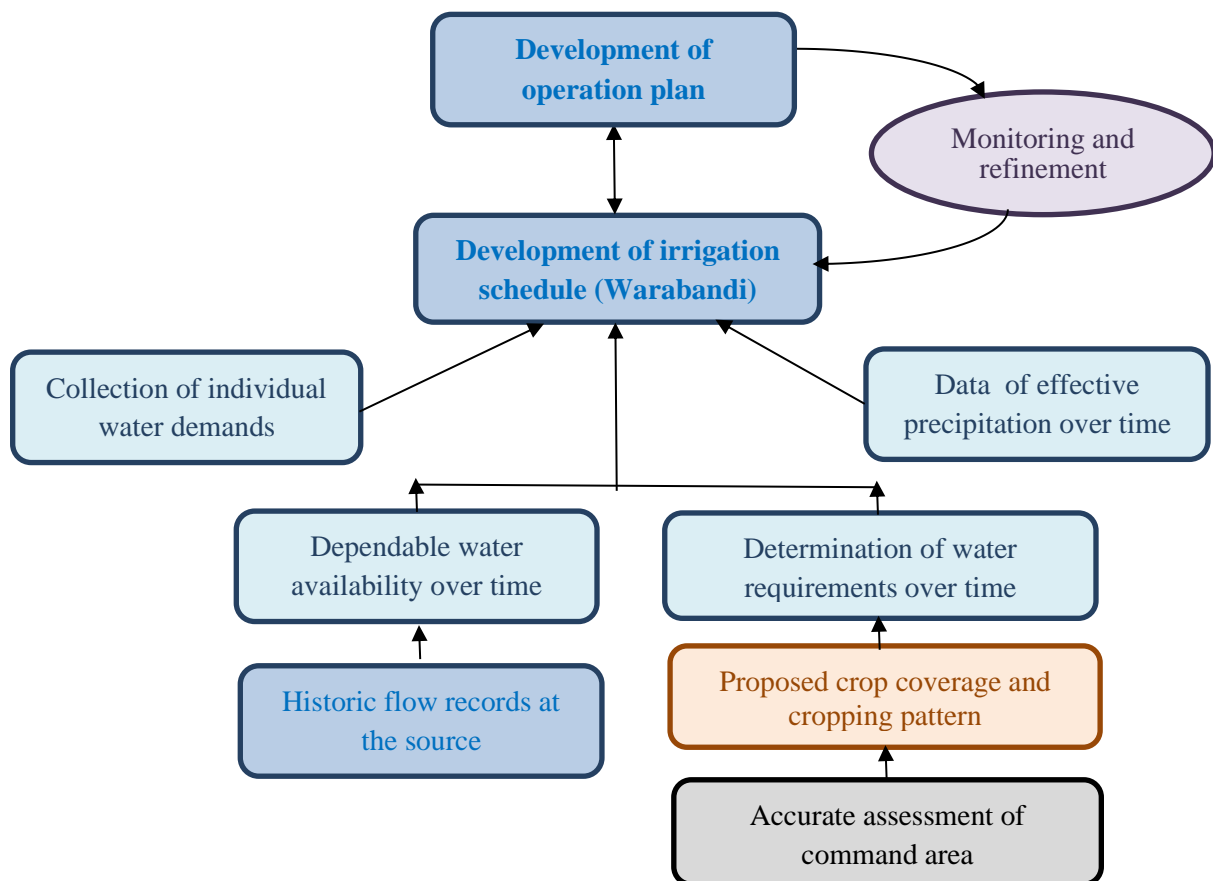 Development of
operation plan
Monitoring and
refinement
Development of irrigation
schedule (Warabandi)
Collection of individual
water demands
Data of effective
precipitation over time
Dependable water
availability over time
Determination of water
requirements over time
Historic flow records at
the source
Proposed crop coverage and
cropping pattern
Accurate assessment of
command area